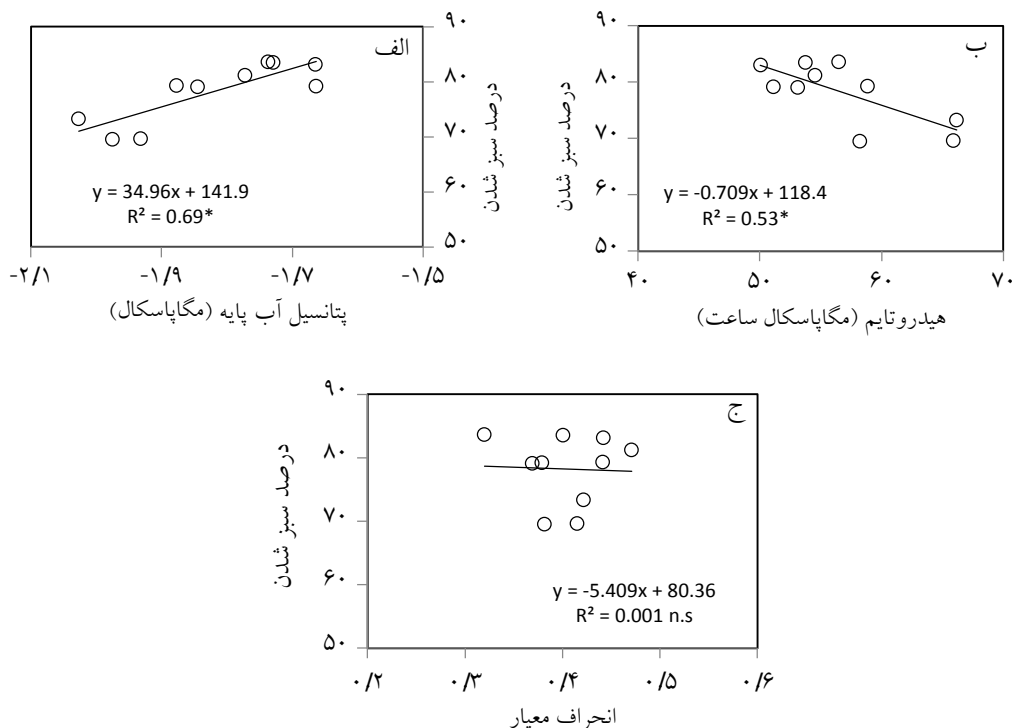 الف
۹۰
۸۰
۷۰
۶۰
۵۰
درصد سبز شدن
y = 34.96x + 141.9
R² = 0.69*
-۲/۱
-۱/۹
-۱/۷
-۱/۵
پتانسیل آب پایه (مگاپاسکال)
ب
۹۰
۸۰
۷۰
۶۰
۵۰
درصد سبز شدن
y = -0.709x + 118.4
R² = 0.53*
۴۰
۵۰
۶۰
۷۰
هیدروتایم (مگاپاسکال ساعت)
ج
۹۰
۸۰
۷۰
۶۰
۵۰
درصد سبز شدن
y = -5.409x + 80.36
R² = 0.001 n.s
۰/۲
۰/۳
۰/۴
۰/۵
۰/۶
انحراف معیار